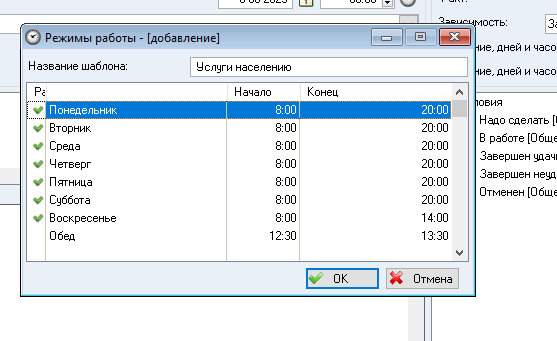 Зависимость:
Режимы работы - [добавление]
Название шаблона: Услуги населению
Ра Начало Конец
Понедельник 8:00 20:00
Вторник 8:00 20:00
Среда 8:00 20:00
Четверг 8:00 20:00
Пятница 8:00 20:00
Суббота 8:00 20:00
Воскресенье 8:00 14:00
Обед 12:30 13:30
OK Отмена
ние, дней и часо
ние, дней и часо
ловия
Надо сделать [О
В работе [Обще
Завершен удач
Завершен неуд
Отменен [Обще